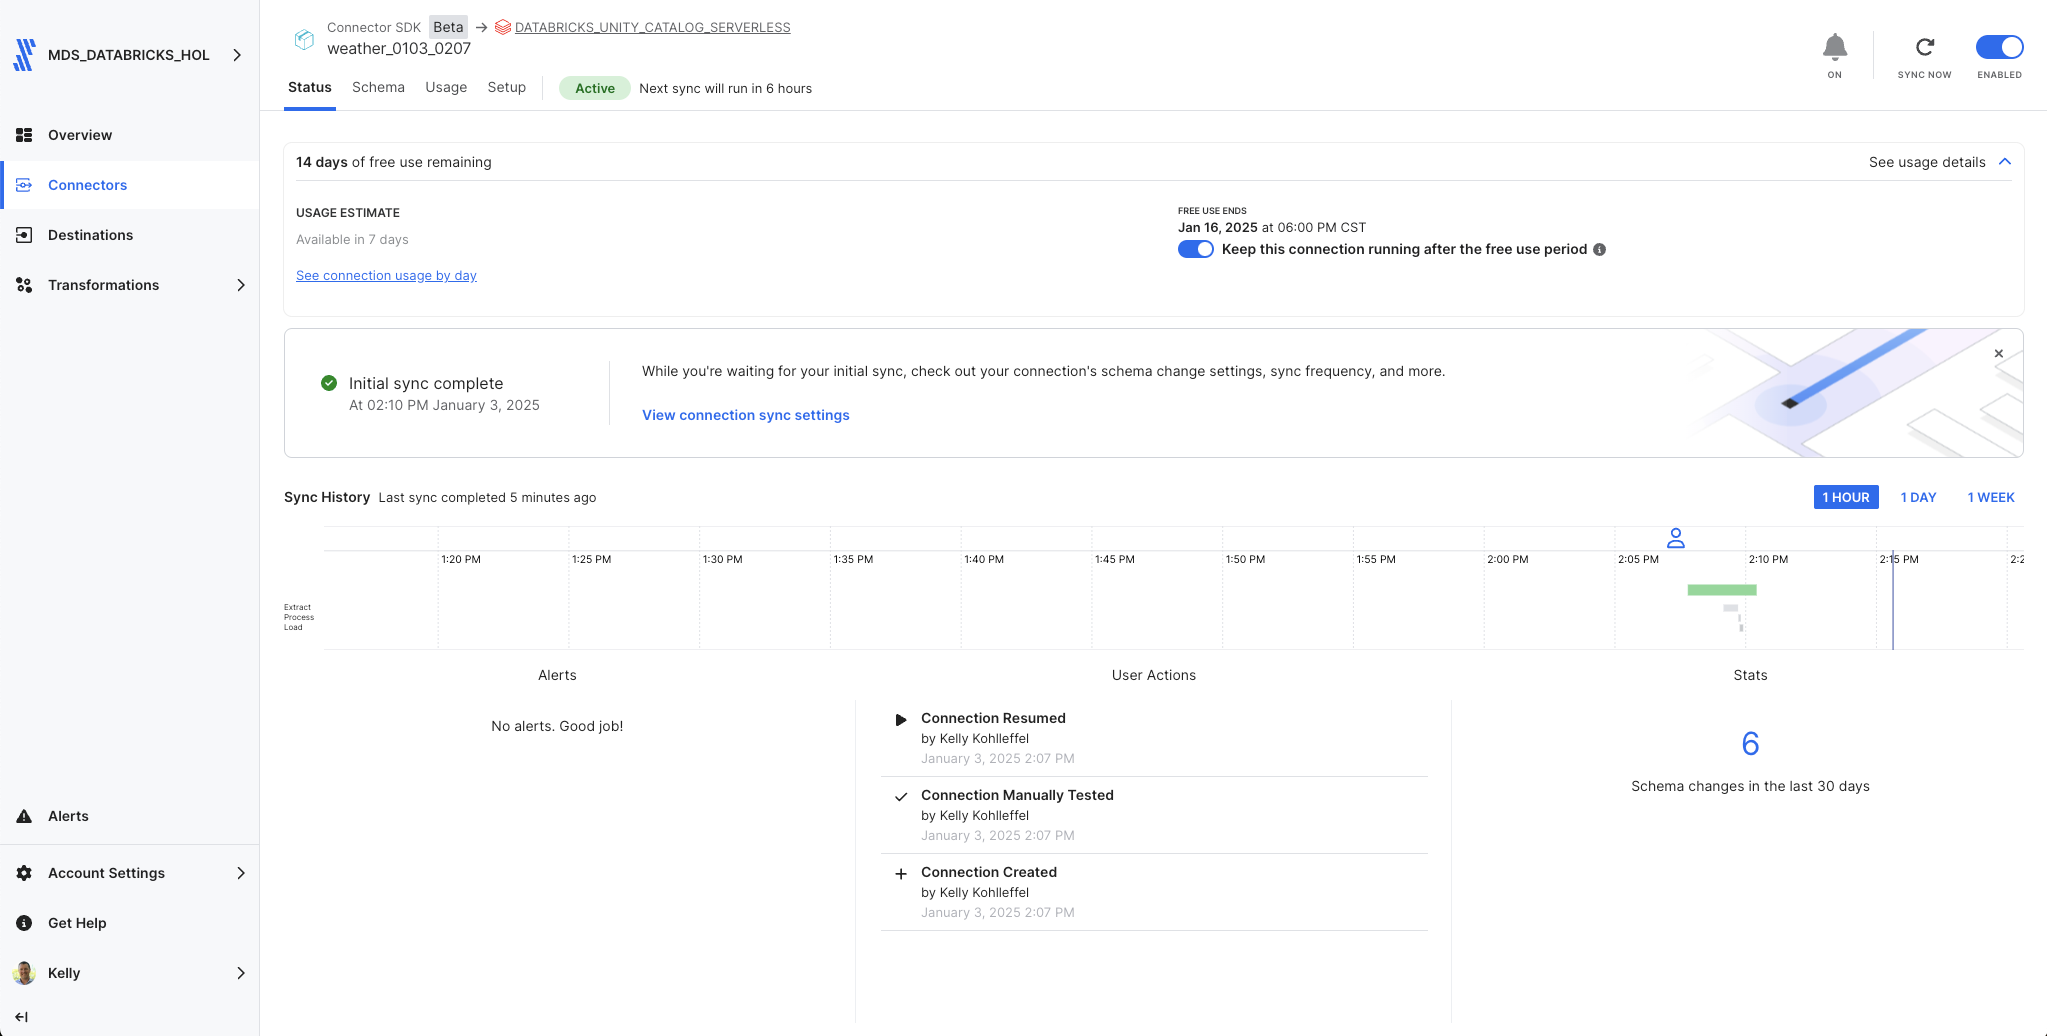 MDS_DATABRICKS_HOL
Overview
Connectors
Destinations
Transformations
Alerts
Account Settings
Get Help
Kelly
Connector SDK Beta → DATABRICKS_UNITY_CATALOG_SERVERLESS
weather_0103_0207
ON
SYNC NOW
ENABLED
Status Schema Usage Setup Active Next sync will run in 6 hours
14 days of free use remaining
See usage details
USAGE ESTIMATE
Available in 7 days
See connection usage by day
FREE USE ENDS
Jan 16, 2025 at 06:00 PM CST
Keep this connection running after the free use period
Initial sync complete
At 02:10 PM January 3, 2025
While you're waiting for your initial sync, check out your connection's schema change settings, sync frequency, and more.
View connection sync settings
Sync History Last sync completed 5 minutes ago
1 HOUR 1 DAY 1 WEEK
1:20 PM 1:25 PM 1:30 PM 1:35 PM 1:40 PM 1:45 PM 1:50 PM 1:55 PM 2:00 PM 2:05 PM 2:10 PM 2:15 PM 2:2
Extract
Process
Load
Alerts
No alerts. Good job!
User Actions
Connection Resumed
by Kelly Kohlleffel
January 3, 2025 2:07 PM
Connection Manually Tested
by Kelly Kohlleffel
January 3, 2025 2:07 PM
Connection Created
by Kelly Kohlleffel
January 3, 2025 2:07 PM
Stats
6
Schema changes in the last 30 days